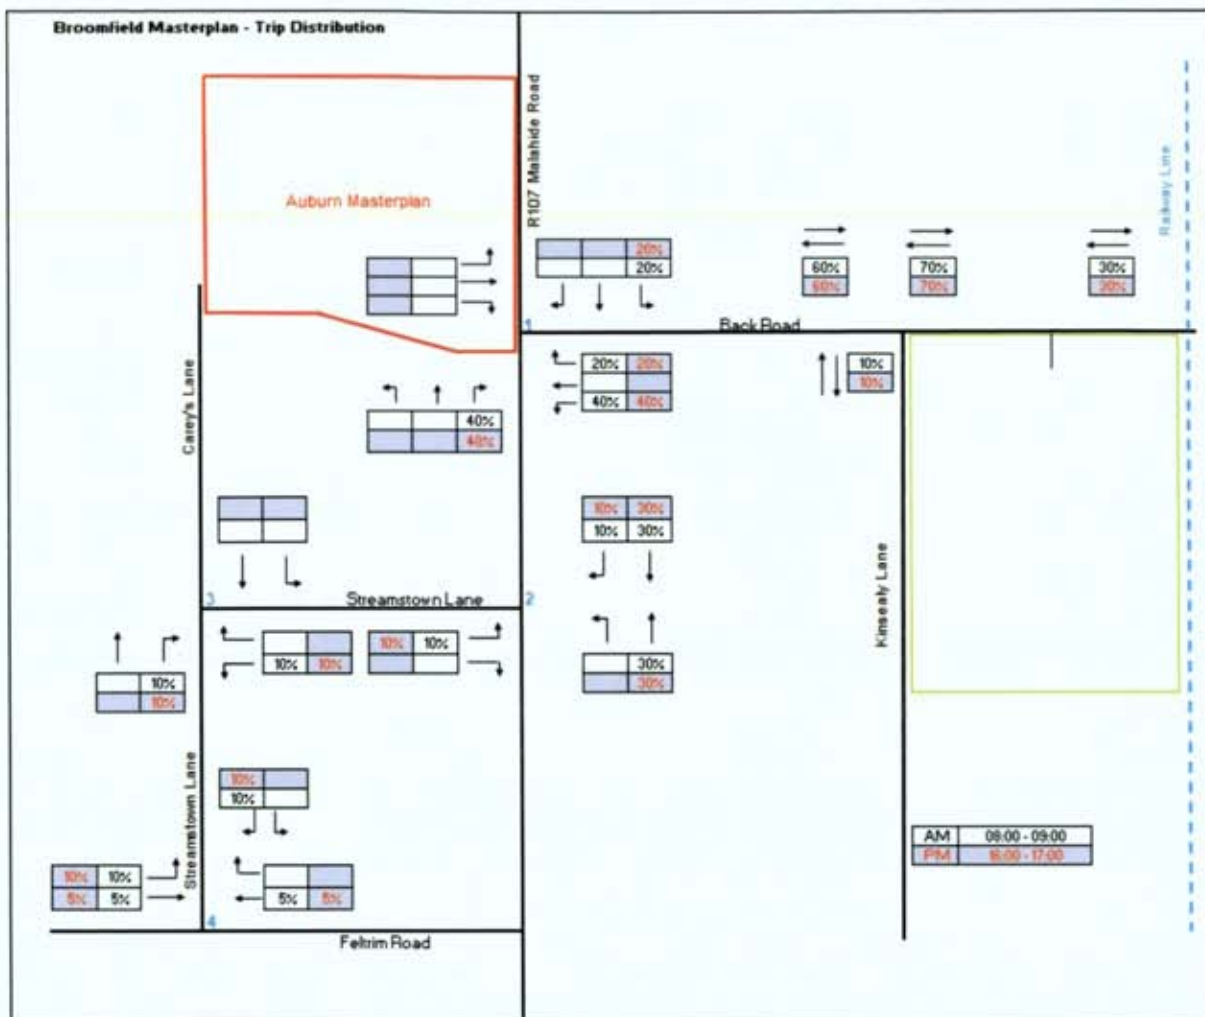 Broomfield Masterplan - Trip Distribution
R107 Malahide Road
Railway Line
Auburn Masterplan
20%
20%
60%
60%
70%
70%
30%
30%
1
Back Road
20% 20%
40% 40%
10%
10%
Carey's Lane
40%
40%
10% 30%
10% 30%
3
Streamstown Lane
2
Kinsealy Lane
10% 10%
10% 10%
30%
30%
10%
10%
Streamstown Lane
10%
10%
AM 08:00 - 09:00
PM 16:00 - 17:00
10% 10%
5% 5%
5% 5%
4
Feltrim Road